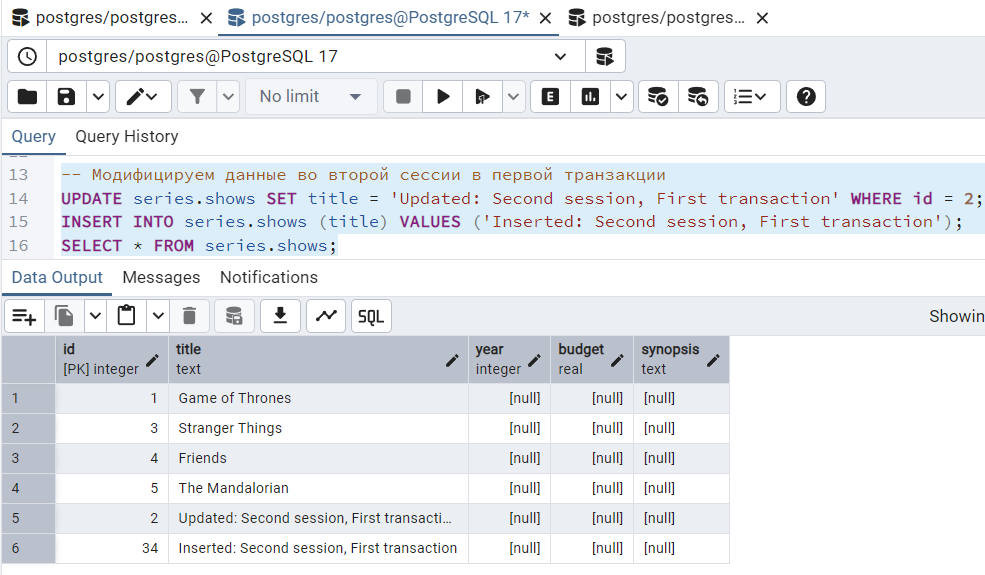 postgres/postgres... postgres/postgres@PostgreSQL 17* postgres/postgres...
postgres/postgres@PostgreSQL 17
No limit
Query Query History
13 -- Модифицируем данные во второй сессии в первой транзакции
14 UPDATE series.shows SET title = 'Updated: Second session, First transaction' WHERE id = 2;
15 INSERT INTO series.shows (title) VALUES ('Inserted: Second session, First transaction');
16 SELECT * FROM series.shows;
Data Output Messages Notifications
SQL Showin
id title year budget synopsis
[PK] integer text integer real text
1 1 Game of Thrones [null] [null] [null]
2 3 Stranger Things [null] [null] [null]
3 4 Friends [null] [null] [null]
4 5 The Mandalorian [null] [null] [null]
5 2 Updated: Second session, First transacti... [null] [null] [null]
6 34 Inserted: Second session, First transaction [null] [null] [null]